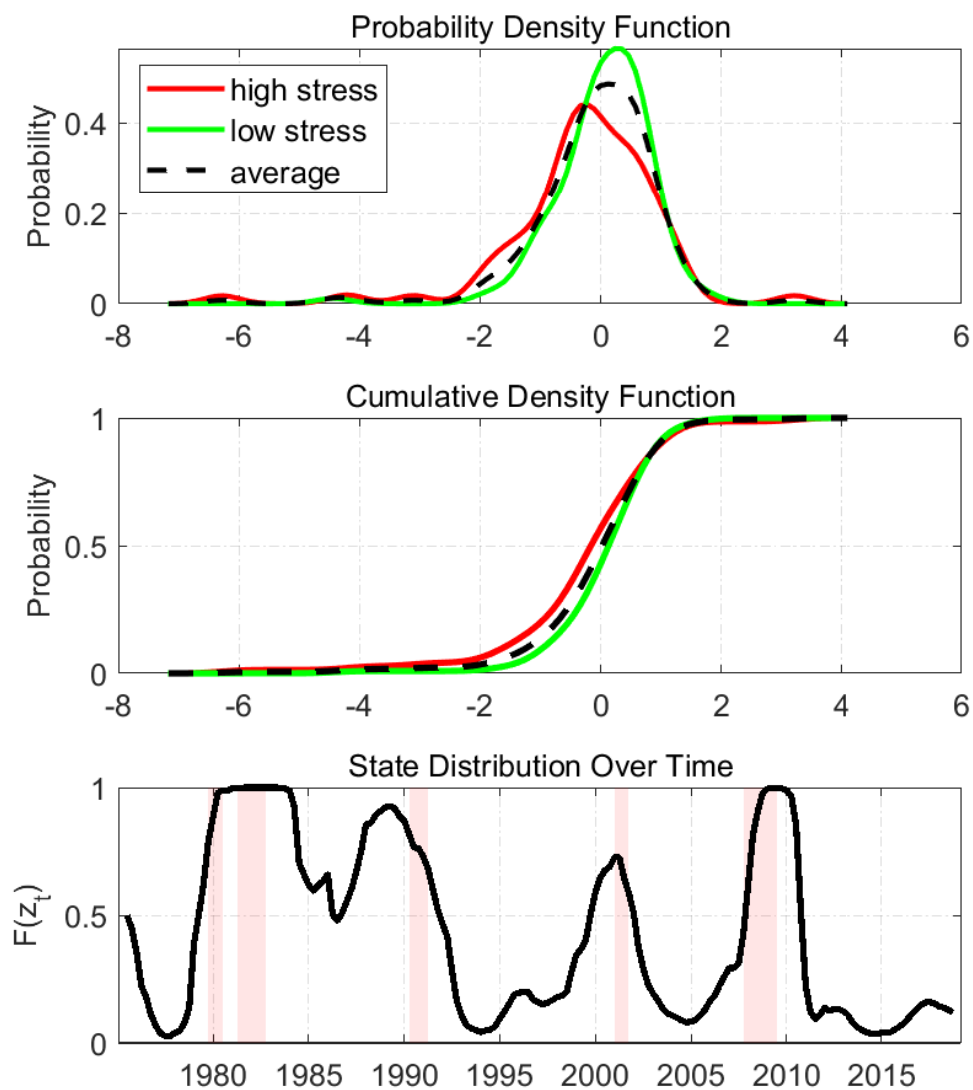 Probability Density Function
Probability
high stress
low stress
average
0.4
0.2
0
-8 -6 -4 -2 0 2 4 6
Cumulative Density Function
Probability
1
0.5
0
-8 -6 -4 -2 0 2 4 6
State Distribution Over Time
F(z_t)
1
0.5
0
1980 1985 1990 1995 2000 2005 2010 2015